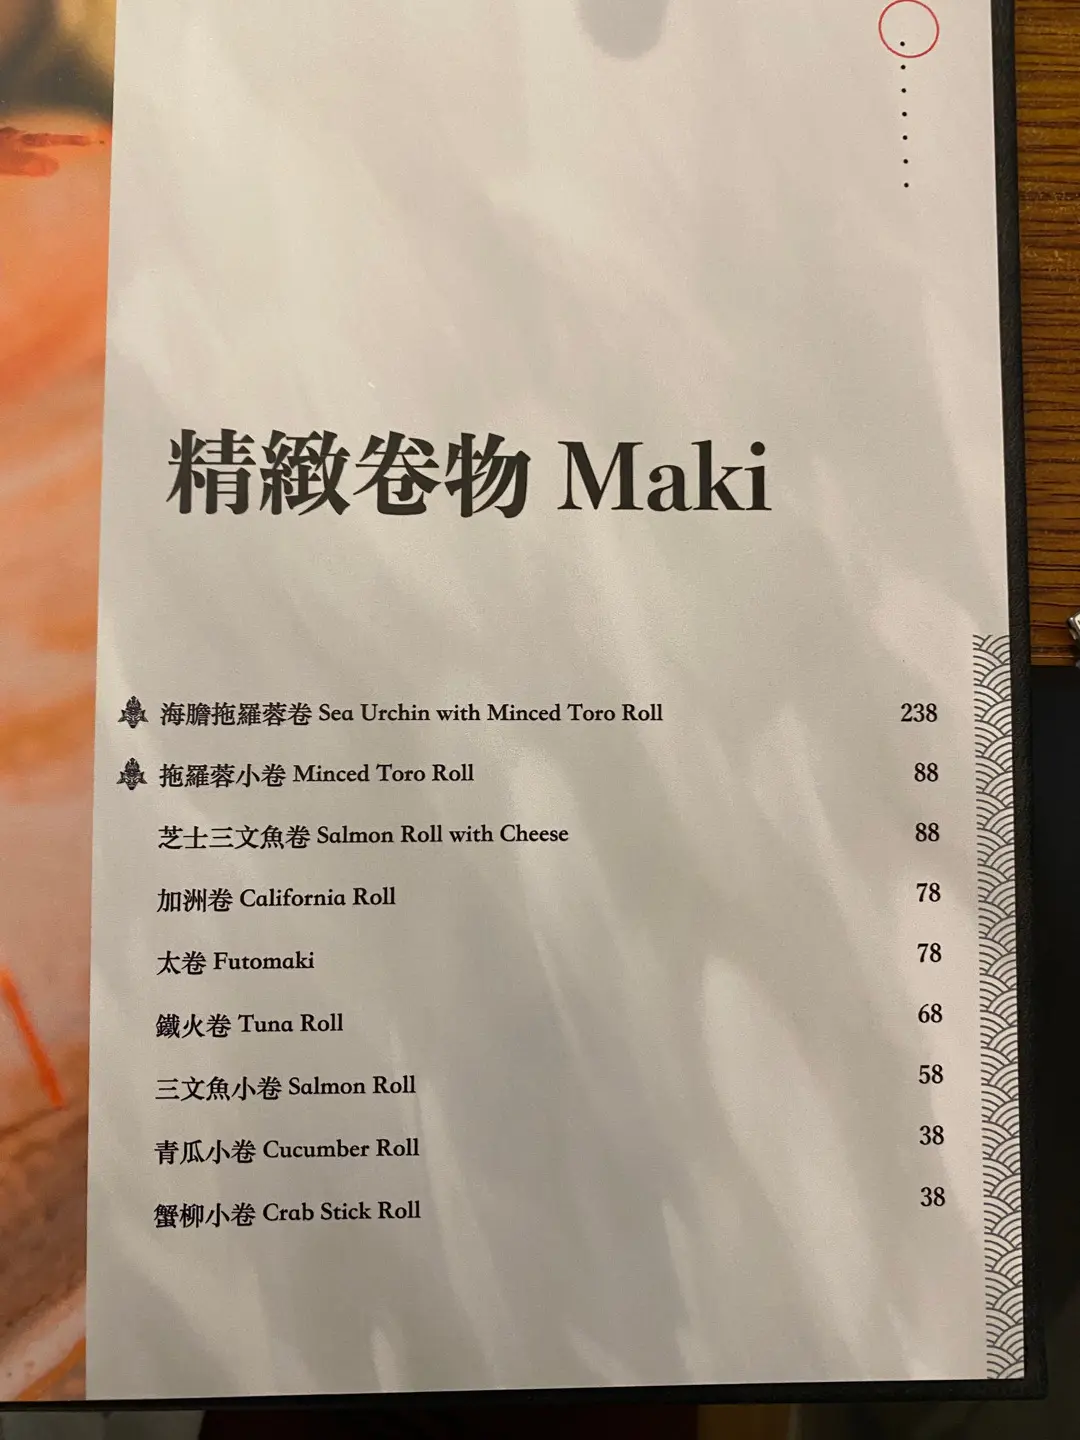 精緻卷物 Maki
海膽拖羅蓉卷 Sea Urchin with Minced Toro Roll 238
拖羅蓉小卷 Minced Toro Roll 88
芝士三文魚卷 Salmon Roll with Cheese 88
加洲卷 California Roll 78
太卷 Futomaki 78
鐵火卷 Tuna Roll 68
三文魚小卷 Salmon Roll 58
青瓜小卷 Cucumber Roll 38
蟹柳小卷 Crab Stick Roll 38